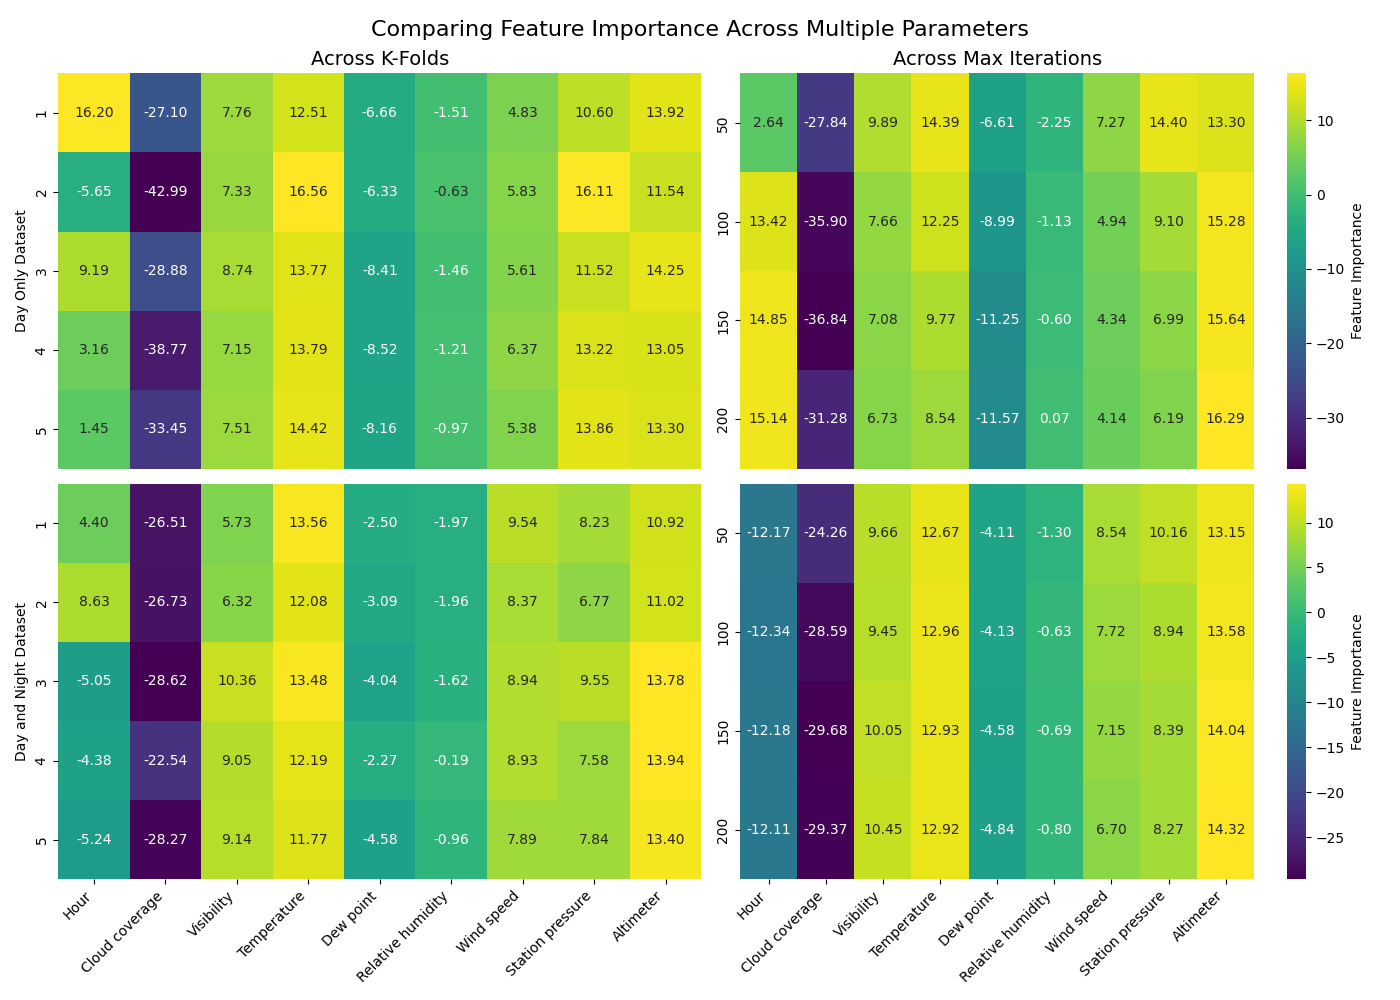 Comparing Feature Importance Across Multiple Parameters
Across K-Folds
Across Max Iterations
Day Only Dataset
1 16.20 -27.10 7.76 12.51 -6.66 -1.51 4.83 10.60 13.92
2 -5.65 -42.99 7.33 16.56 -6.33 -0.63 5.83 16.11 11.54
3 9.19 -28.88 8.74 13.77 -8.41 -1.46 5.61 11.52 14.25
4 3.16 -38.77 7.15 13.79 -8.52 -1.21 6.37 13.22 13.05
5 1.45 -33.45 7.51 14.42 -8.16 -0.97 5.38 13.86 13.30
50 2.64 -27.84 9.89 14.39 -6.61 -2.25 7.27 14.40 13.30
100 13.42 -35.90 7.66 12.25 -8.99 -1.13 4.94 9.10 15.28
150 14.85 -36.84 7.08 9.77 -11.25 -0.60 4.34 6.99 15.64
200 15.14 -31.28 6.73 8.54 -11.57 0.07 4.14 6.19 16.29
10
0
−10
−20
−30
Feature Importance
Day and Night Dataset
1 4.40 -26.51 5.73 13.56 -2.50 -1.97 9.54 8.23 10.92
2 8.63 -26.73 6.32 12.08 -3.09 -1.96 8.37 6.77 11.02
3 -5.05 -28.62 10.36 13.48 -4.04 -1.62 8.94 9.55 13.78
4 -4.38 -22.54 9.05 12.19 -2.27 -0.19 8.93 7.58 13.94
5 -5.24 -28.27 9.14 11.77 -4.58 -0.96 7.89 7.84 13.40
Hour Cloud coverage Visibility Temperature Dew point Relative humidity Wind speed Station pressure Altimeter
50 -12.17 -24.26 9.66 12.67 -4.11 -1.30 8.54 10.16 13.15
100 -12.34 -28.59 9.45 12.96 -4.13 -0.63 7.72 8.94 13.58
150 -12.18 -29.68 10.05 12.93 -4.58 -0.69 7.15 8.39 14.04
200 -12.11 -29.37 10.45 12.92 -4.84 -0.80 6.70 8.27 14.32
Hour Cloud coverage Visibility Temperature Dew point Relative humidity Wind speed Station pressure Altimeter
10
5
0
−5
−10
−15
−20
−25
Feature Importance